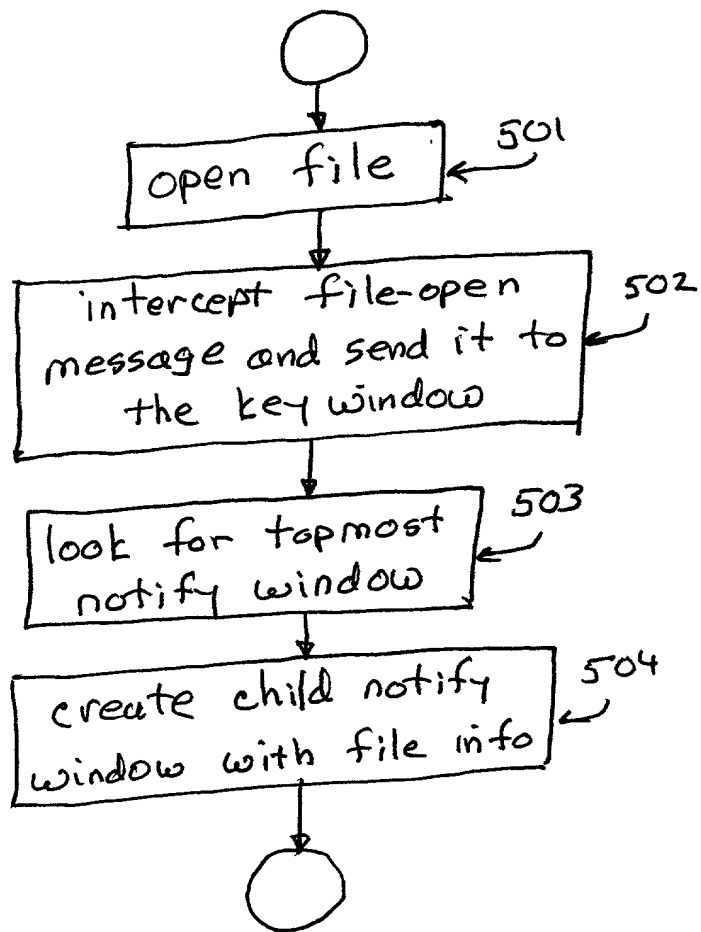 open file
501
intercept file-open
message and send it to
the key window
502
look for topmost
notify window
503
create child notify
window with file info
504